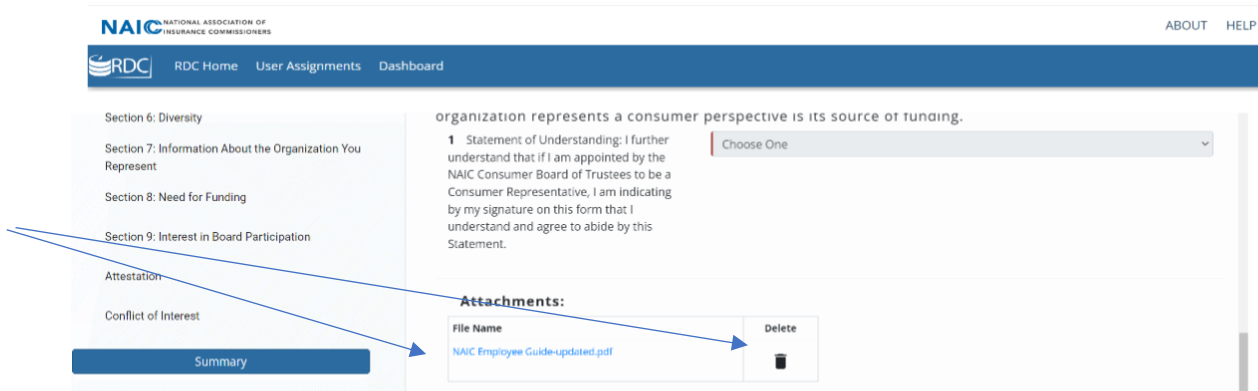 NAIC NATIONAL ASSOCIATION OF
INSURANCE COMMISSIONERS
ABOUT HELP
RDC RDC Home User Assignments Dashboard
Section 6: Diversity
Section 7: Information About the Organization You
Represent
Section 8: Need for Funding
Section 9: Interest in Board Participation
Attestation
Conflict of Interest
Summary
organization represents a consumer perspective is its source of funding.
1 Statement of Understanding: I further
understand that if I am appointed by the
NAIC Consumer Board of Trustees to be a
Consumer Representative, I am indicating
by my signature on this form that I
understand and agree to abide by this
Statement.
Choose One
Attachments:
File Name Delete
NAIC Employee Guide-updated.pdf